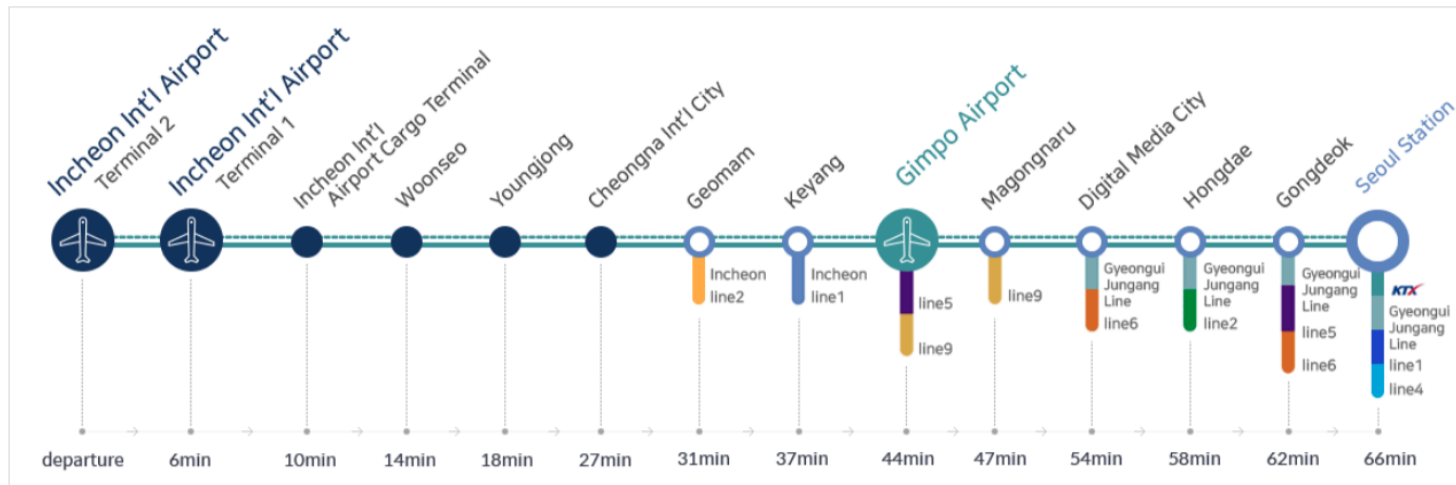 Incheon Int'l Airport
Terminal 2
Incheon Int'l Airport
Terminal 1
Incheon Int'l
Airport Cargo Terminal
Woonseo
Youngjong
Cheongna Int'l City
Geomam
Keyang
Gimpo Airport
Magongnaru
Digital Media City
Hongdae
Gongdeok
Seoul Station
Incheon
line2
Incheon
line1
line5
line9
line9
Gyeongui
Jungang
Line
line6
Gyeongui
Jungang
Line
line2
Gyeongui
Jungang
Line
line5
line6
KTX
Gyeongui
Jungang
Line
line1
line4
departure
6min
10min
14min
18min
27min
31min
37min
44min
47min
54min
58min
62min
66min